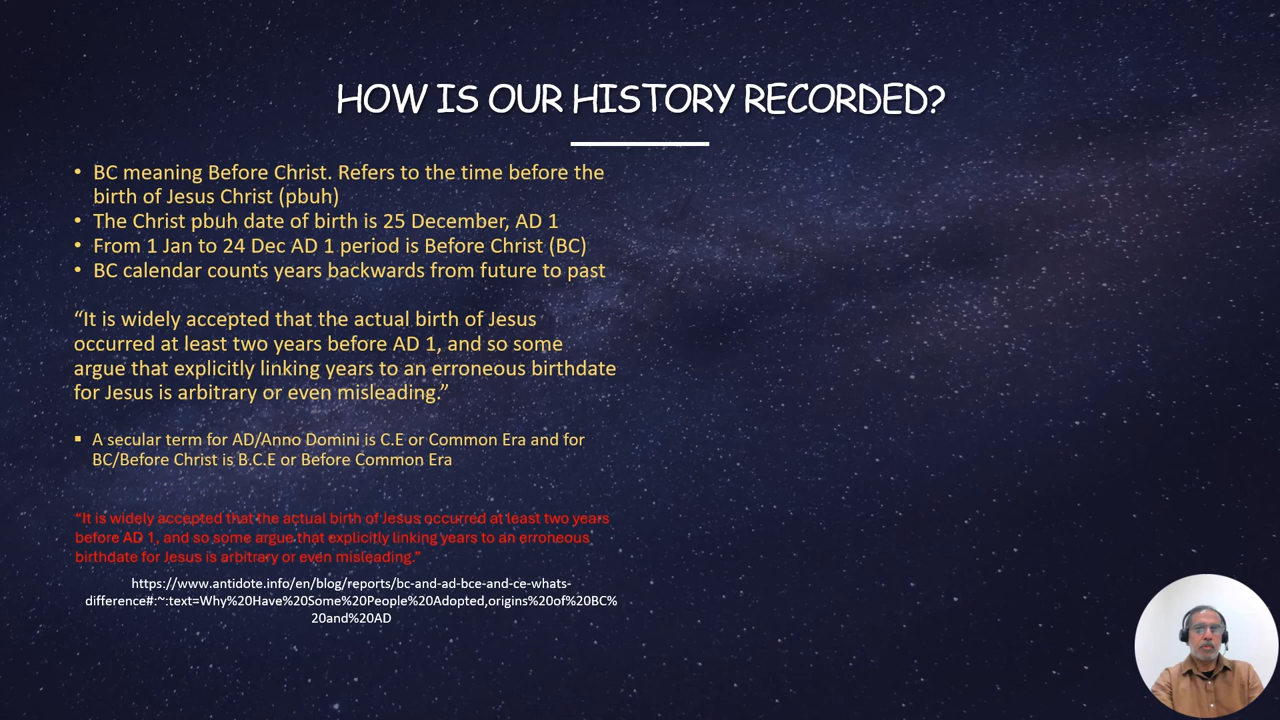 HOW IS OUR HISTORY RECORDED?
• BC meaning Before Christ. Refers to the time before the
birth of Jesus Christ (pbuh)
• The Christ pbuh date of birth is 25 December, AD 1
• From 1 Jan to 24 Dec AD 1 period is Before Christ (BC)
• BC calendar counts years backwards from future to past
“It is widely accepted that the actual birth of Jesus
occurred at least two years before AD 1, and so some
argue that explicitly linking years to an erroneous birthdate
for Jesus is arbitrary or even misleading.”
▪ A secular term for AD/Anno Domini is C.E or Common Era and for
BC/Before Christ is B.C.E or Before Common Era
“It is widely accepted that the actual birth of Jesus occurred at least two years
before AD 1, and so some argue that explicitly linking years to an erroneous
birthdate for Jesus is arbitrary or even misleading.”
https://www.antidote.info/en/blog/reports/bc-and-ad-bce-and-ce-whats-
difference#:~:text=Why%20Have%20Some%20People%20Adopted,origins%20of%20BC%
20and%20AD